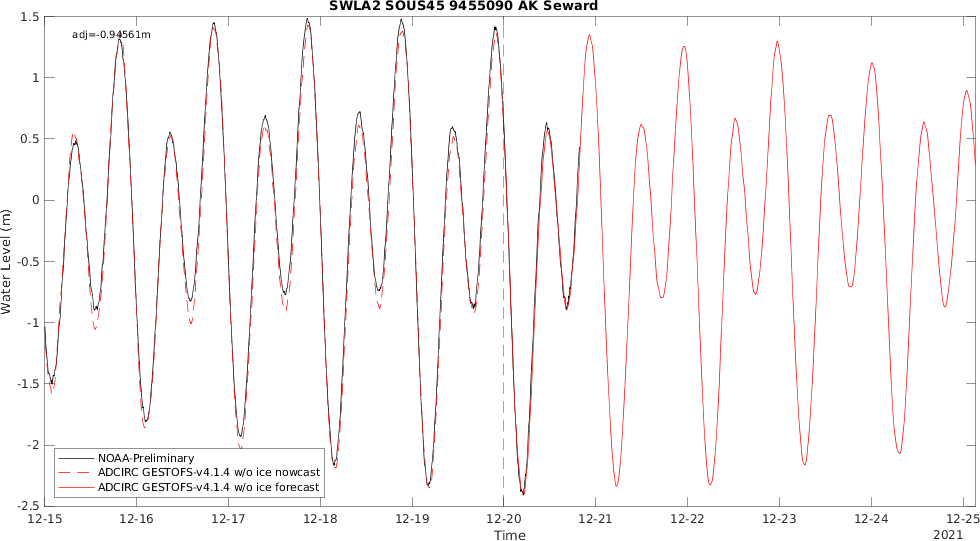 SWLA2 SOUS45 9455090 AK Seward
adj=-0.94561m
Water Level (m)
1.5
1
0.5
0
-0.5
-1
-1.5
-2
-2.5
NOAA-Preliminary
ADCIRC GESTOFS-v4.1.4 w/o ice nowcast
ADCIRC GESTOFS-v4.1.4 w/o ice forecast
12-15 12-16 12-17 12-18 12-19 12-20 12-21 12-22 12-23 12-24 12-25
Time
2021